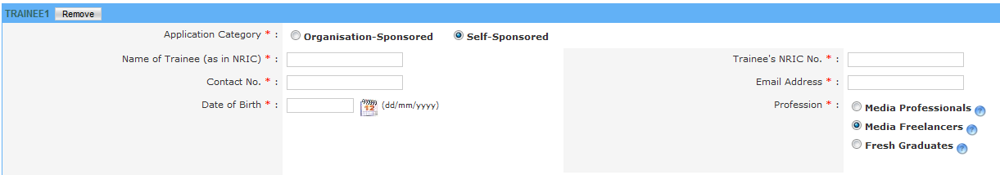 TRAINEE1 Remove
Application Category * : Organisation-Sponsored Self-Sponsored
Name of Trainee (as in NRIC) * : Trainee's NRIC No. * :
Contact No. * : Email Address * :
Date of Birth * : 12 (dd/mm/yyyy) Profession * : Media Professionals ?
Media Freelancers ?
Fresh Graduates ?